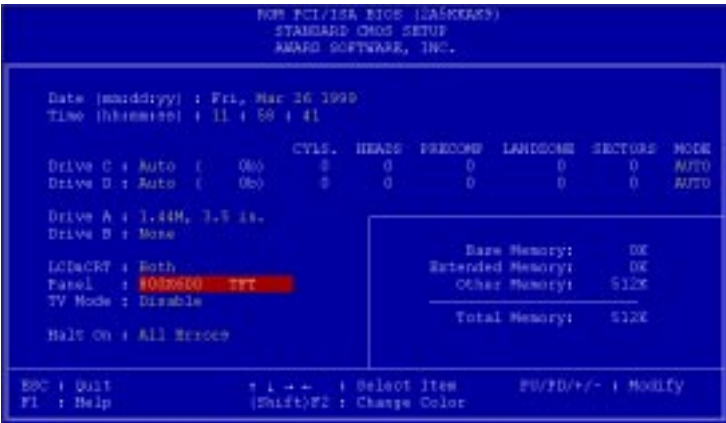 ROM PCI/ISA BIOS (2A5KKAK9)
STANDARD CMOS SETUP
AWARD SOFTWARE, INC.
Date (mm:dd:yy) : Fri, Mar 26 1999
Time (hh:mm:ss) : 11 : 58 : 41
CYLS. HEADS PRECOMP LANDZONE SECTORS MODE
Drive C : Auto ( 0Mb) 0 0 0 0 0 AUTO
Drive D : Auto ( 0Mb) 0 0 0 0 0 AUTO
Drive A : 1.44M, 3.5 in.
Drive B : None
LCD&CRT : Both
Panel : 800X600 TFT
TV Mode : Disable
Halt On : All Errors
Base Memory: 0K
Extended Memory: 0K
Other Memory: 512K
Total Memory: 512K
ESC : Quit ↑ ↓ → ← : Select Item PU/PD/+/- : Modify
F1 : Help (Shift)F2 : Change Color